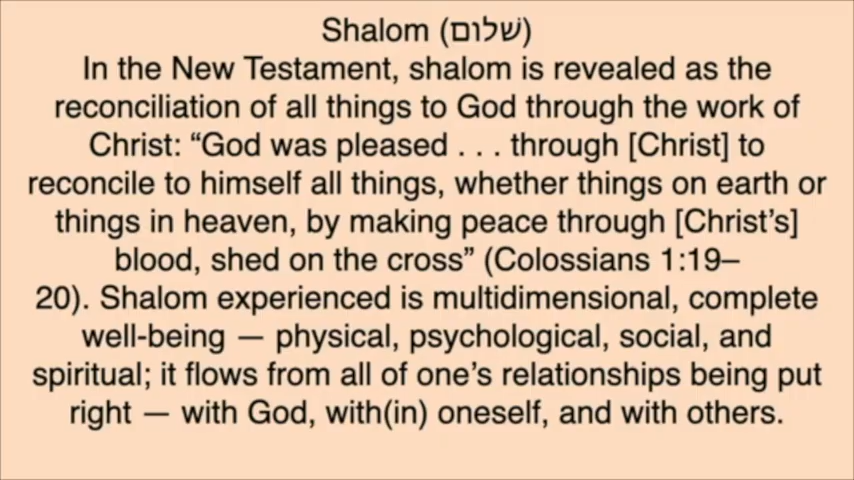 Shalom (שׁלום)
In the New Testament, shalom is revealed as the
reconciliation of all things to God through the work of
Christ: “God was pleased . . . through [Christ] to
reconcile to himself all things, whether things on earth or
things in heaven, by making peace through [Christ’s]
blood, shed on the cross” (Colossians 1:19–
20). Shalom experienced is multidimensional, complete
well-being — physical, psychological, social, and
spiritual; it flows from all of one’s relationships being put
right — with God, with(in) oneself, and with others.